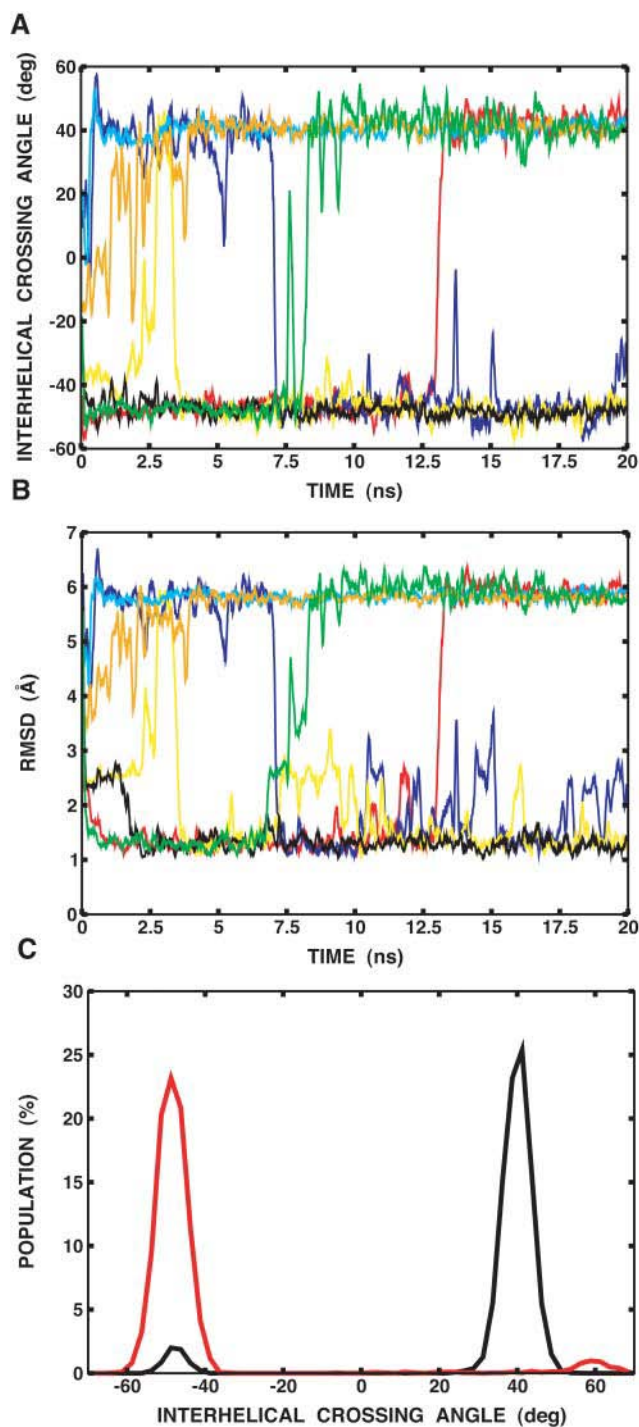 A
INTERHELICAL CROSSING ANGLE (deg)
60
40
20
0
-20
-40
-60
0 2.5 5 7.5 10 12.5 15 17.5 20
TIME (ns)
B
RMSD (Å)
7
6
5
4
3
2
1
0
0 2.5 5 7.5 10 12.5 15 17.5 20
TIME (ns)
C
POPULATION (%)
30
25
20
15
10
5
0
-60 -40 -20 0 20 40 60
INTERHELICAL CROSSING ANGLE (deg)